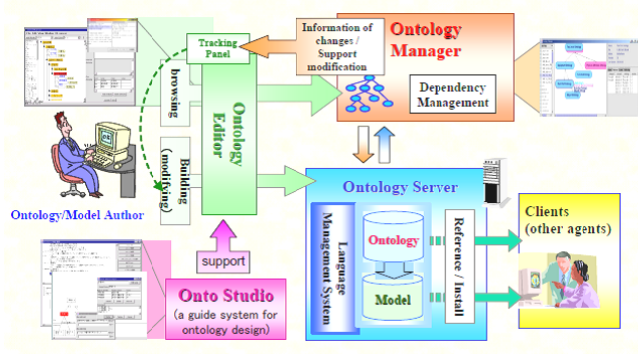 Tracking
Panel
Information of
changes /
Support
modification
Ontology
Manager
Dependency
Management
browsing
Ontology
Editor
Building
(modifying)
Ontology/Model Author
support
Onto Studio
(a guide system for
ontology design)
Ontology Server
Language
Management System
Ontology
Model
Reference / Install
Clients
(other agents)